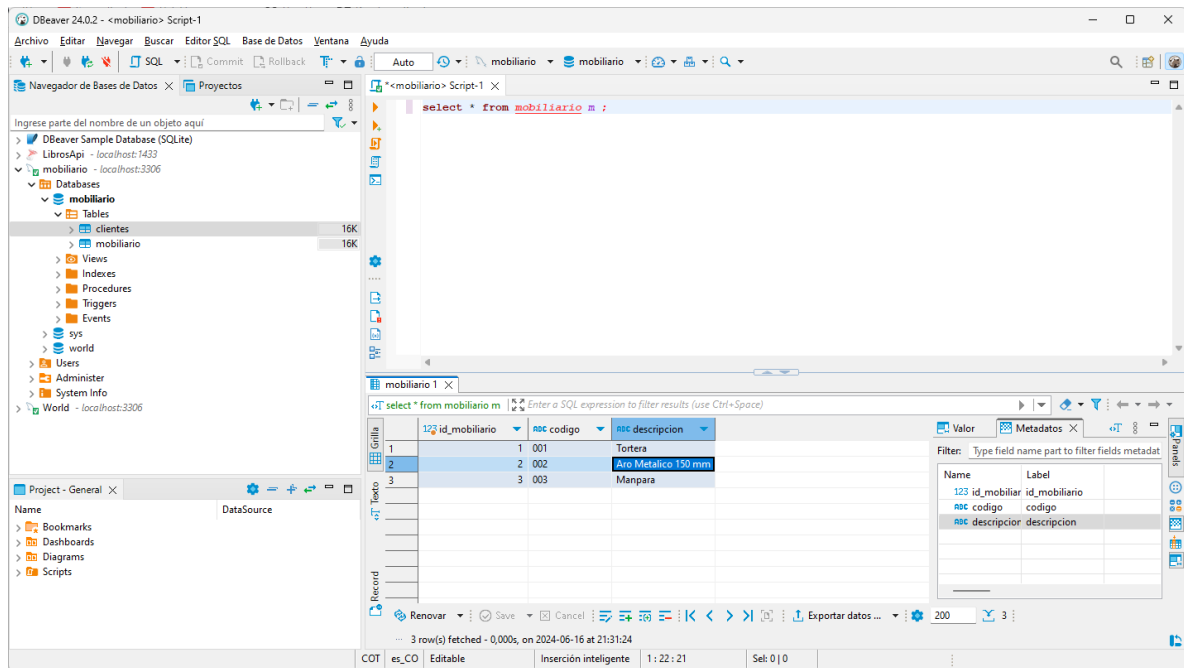 DBeaver 24.0.2 - <mobiliario> Script-1
Archivo Editar Navegar Buscar Editor SQL Base de Datos Ventana Ayuda
SQL Commit Rollback Auto mobiliario mobiliario
Navegador de Bases de Datos Proyectos
Ingrese parte del nombre de un objeto aquí
DBeaver Sample Database (SQLite)
LibrosApi - localhost:1433
mobiliario - localhost:3306
Databases
mobiliario
Tables
clientes 16K
mobiliario 16K
Views
Indexes
Procedures
Triggers
Events
sys
world
Users
Administer
System Info
World - localhost:3306
Project - General
Name DataSource
Bookmarks
Dashboards
Diagrams
Scripts
*<mobiliario> Script-1
select * from mobiliario m ;
mobiliario 1
select * from mobiliario m Enter a SQL expression to filter results (use Ctrl+Space)
Grilla
Texto
Record
123 id_mobiliario ABC codigo ABC descripcion
1 1 001 Tortera
2 2 002 Aro Metalico 150 mm
3 3 003 Manpara
Valor Metadatos
Panels
Filter: Type field name part to filter fields metadat
Name Label
123 id_mobiliar id_mobiliario
ABC codigo codigo
ABC descripcion descripcion
Renovar Save Cancel Exportar datos ... 200 3
3 row(s) fetched - 0,000s, on 2024-06-16 at 21:31:24
COT es_CO Editable Inserción inteligente 1 : 22 : 21 Sel: 0 | 0